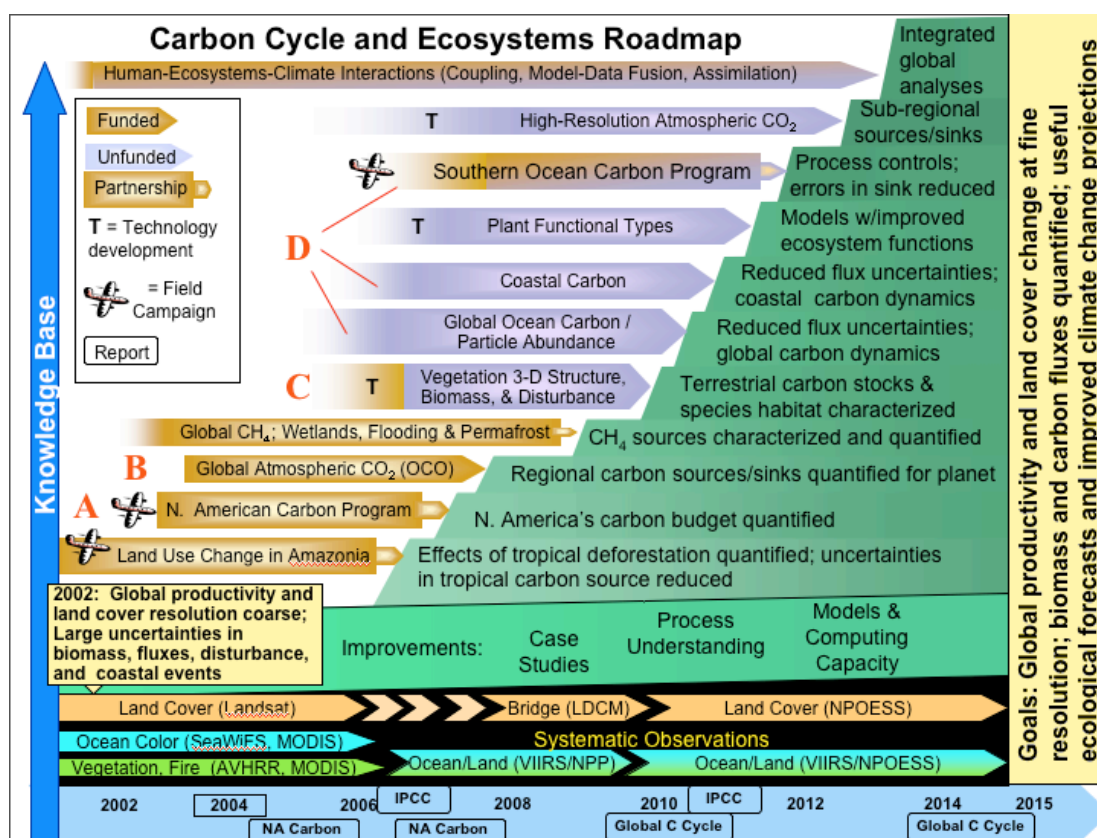 Carbon Cycle and Ecosystems Roadmap
Human-Ecosystems-Climate Interactions (Coupling, Model-Data Fusion, Assimilation)
Integrated
global
analyses
Funded
Unfunded
Partnership
T = Technology
development
= Field
Campaign
Report
T
High-Resolution Atmospheric CO2
Sub-regional
sources/sinks
Southern Ocean Carbon Program
Process controls;
errors in sink reduced
D
T
Plant Functional Types
Models w/improved
ecosystem functions
Coastal Carbon
Reduced flux uncertainties;
coastal carbon dynamics
Global Ocean Carbon /
Particle Abundance
Reduced flux uncertainties;
global carbon dynamics
C
T
Vegetation 3-D Structure,
Biomass, & Disturbance
Terrestrial carbon stocks &
species habitat characterized
Global CH4; Wetlands, Flooding & Permafrost
CH4 sources characterized and quantified
B
Global Atmospheric CO2 (OCO)
Regional carbon sources/sinks quantified for planet
A
N. American Carbon Program
N. America's carbon budget quantified
Land Use Change in Amazonia
Effects of tropical deforestation quantified; uncertainties
in tropical carbon source reduced
Knowledge Base
2002: Global productivity and
land cover resolution coarse;
Large uncertainties in
biomass, fluxes, disturbance,
and coastal events
Improvements:
Case
Studies
Process
Understanding
Models &
Computing
Capacity
Land Cover (Landsat)
Bridge (LDCM)
Land Cover (NPOESS)
Ocean Color (SeaWiFS, MODIS)
Systematic Observations
Vegetation, Fire (AVHRR, MODIS)
Ocean/Land (VIIRS/NPP)
Ocean/Land (VIIRS/NPOESS)
2002
2004
2006
IPCC
2008
2010
IPCC
2012
2014
2015
NA Carbon
NA Carbon
Global C Cycle
Global C Cycle
Goals: Global productivity and land cover change at fine
resolution; biomass and carbon fluxes quantified; useful
ecological forecasts and improved climate change projections